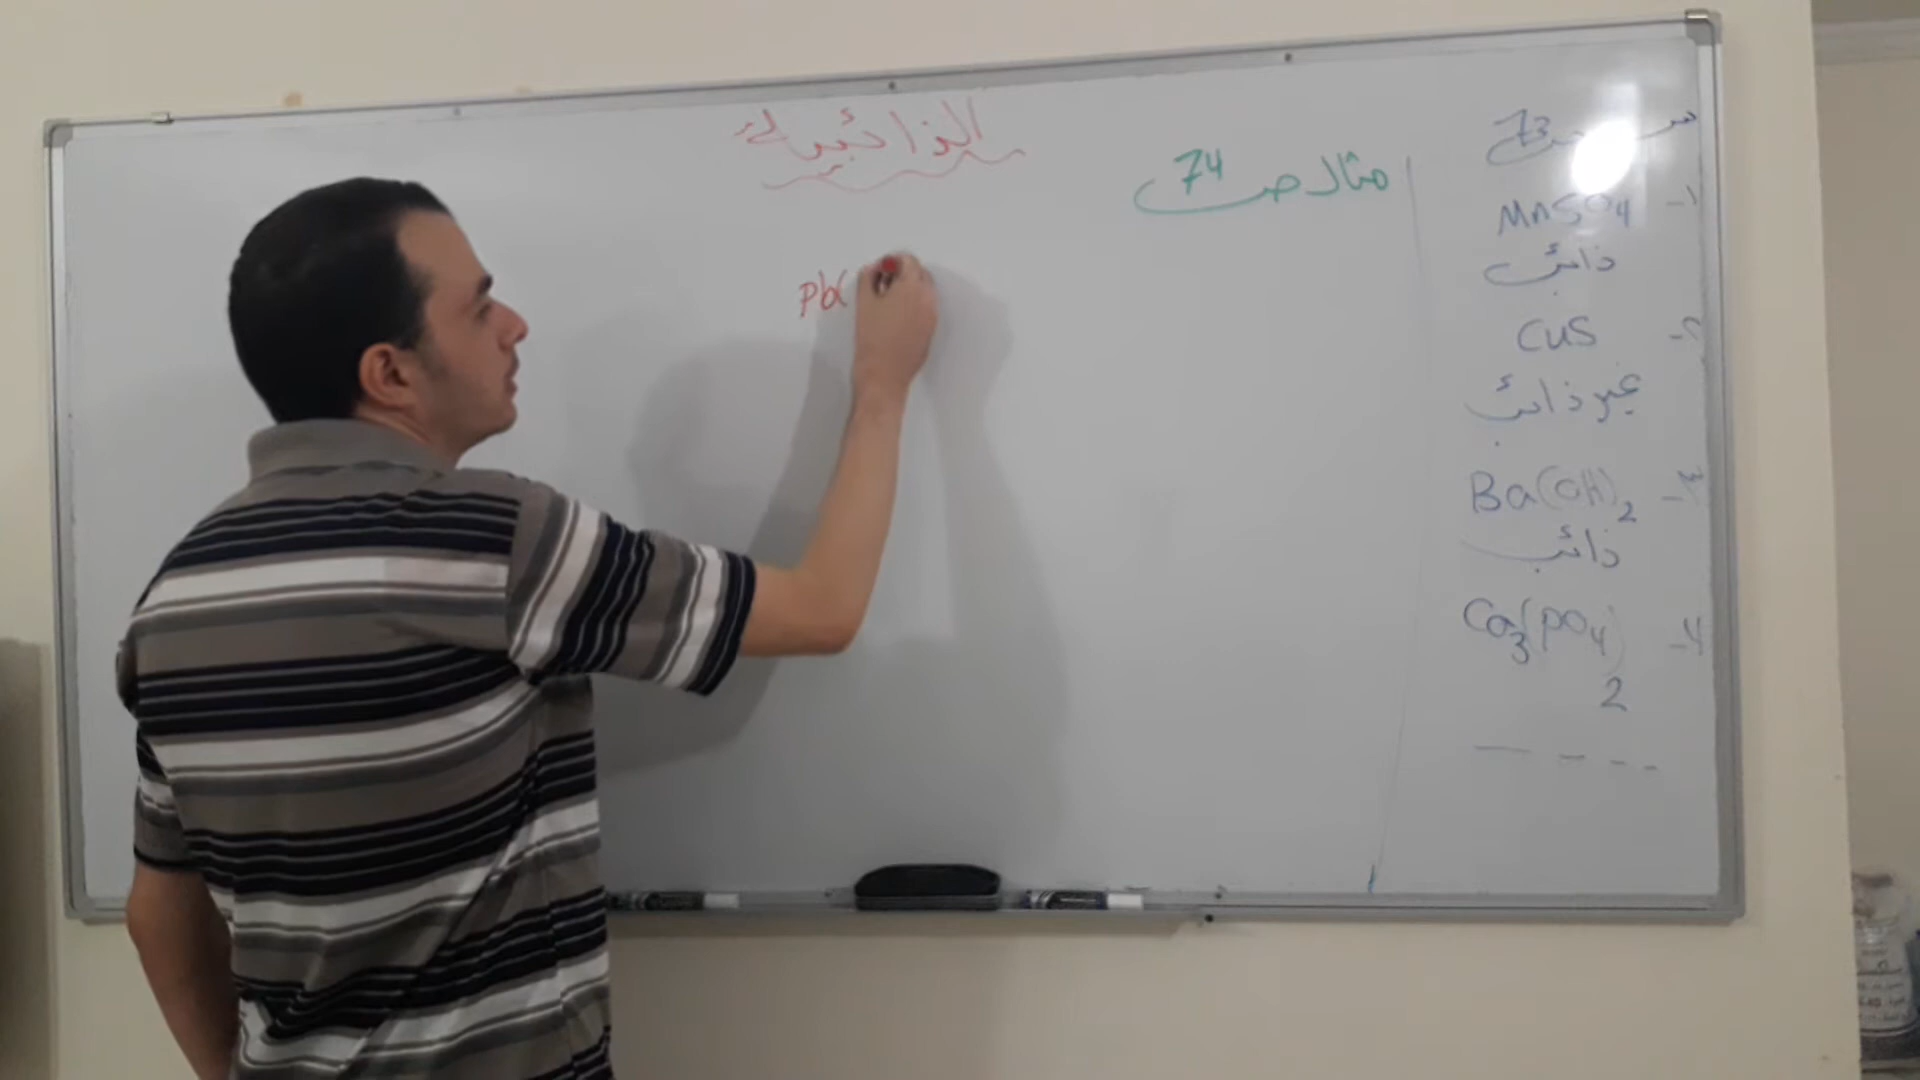 الذائبية
مثال ص 74
س ص 73
1- MnSO4
ذائب
2- CuS
غير ذائب
3- Ba(OH)2
ذائب
4- Ca3(PO4)2
Pb(